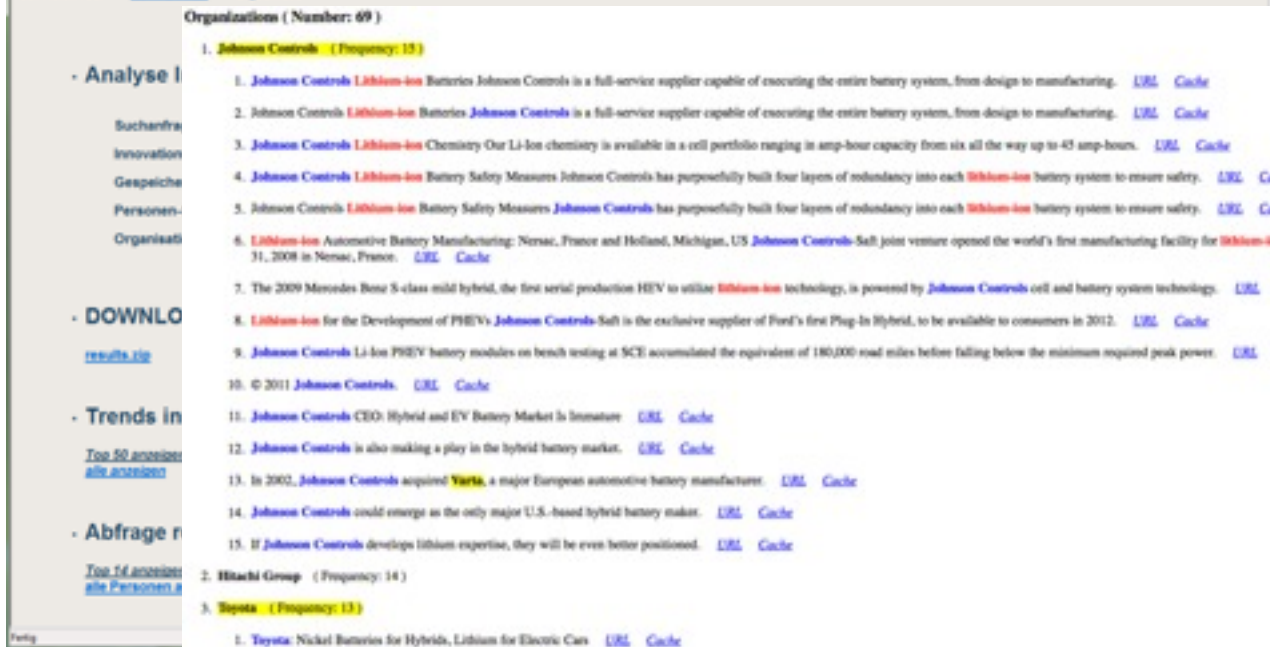 Organizations ( Number: 69 )
1. Johnson Controls ( Frequency: 15 )
1. Johnson Controls Lithium-ion Batteries Johnson Controls is a full-service supplier capable of executing the entire battery system, from design to manufacturing. URL Cache
2. Johnson Controls Lithium-ion Batteries Johnson Controls is a full-service supplier capable of executing the entire battery system, from design to manufacturing. URL Cache
3. Johnson Controls Lithium-ion Chemistry Our Li-Ion chemistry is available in a cell portfolio ranging in amp-hour capacity from six all the way up to 45 amp-hours. URL Cache
4. Johnson Controls Lithium-ion Battery Safety Measures Johnson Controls has purposefully built four layers of redundancy into each lithium-ion battery system to ensure safety. URL
5. Johnson Controls Lithium-ion Battery Safety Measures Johnson Controls has purposefully built four layers of redundancy into each lithium-ion battery system to ensure safety. URL
6. Lithium-ion Automotive Battery Manufacturing: Nersac, France and Holland, Michigan, US Johnson Controls-Saft joint venture opened the world's first manufacturing facility for
31, 2008 in Nersac, France. URL Cache
7. The 2009 Mercedes Benz S-class mild hybrid, the first serial production HEV to utilize lithium-ion technology, is powered by Johnson Controls cell and battery system technology. URL
8. Lithium-ion for the Development of PHEVs Johnson Controls-Saft is the exclusive supplier of Ford's first Plug-In Hybrid, to be available to consumers in 2012. URL Cache
9. Johnson Controls Li-Ion PHEV battery modules on bench testing at SCE accumulated the equivalent of 180,000 road miles before falling below the minimum required peak power. URL
10. © 2011 Johnson Controls. URL Cache
11. Johnson Controls CEO: Hybrid and EV Battery Market Is Immature URL Cache
12. Johnson Controls is also making a play in the hybrid battery market. URL Cache
13. In 2002, Johnson Controls acquired Varta, a major European automotive battery manufacturer. URL Cache
14. Johnson Controls could emerge as the only major U.S.-based hybrid battery maker. URL Cache
15. If Johnson Controls develops lithium expertise, they will be even better positioned. URL Cache
2. Hitachi Group ( Frequency: 14 )
3. Toyota ( Frequency: 13 )
1. Toyota: Nickel Batteries for Hybrids, Lithium for Electric Cars URL Cache
· Analyse
Suchanfra
Innovation
Gespeiche
Personen-
Organisati
· DOWNLO
results.zip
· Trends in
Top 50 anzeigen
alle anzeigen
· Abfrage
Top 14 anzeigen
alle Personen a
Fertig